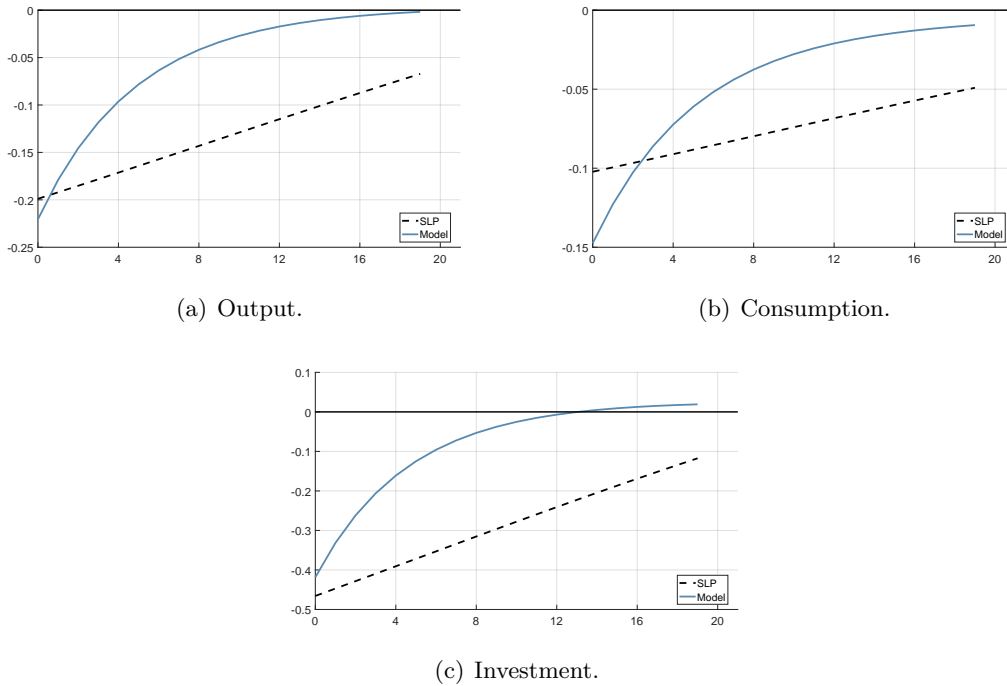 0
-0.05
-0.1
-0.15
-0.2
-0.25
0 4 8 12 16 20
SLP
Model
(a) Output.
0
-0.05
-0.1
-0.15
0 4 8 12 16 20
SLP
Model
(b) Consumption.
0.1
0
-0.1
-0.2
-0.3
-0.4
-0.5
0 4 8 12 16 20
SLP
Model
(c) Investment.